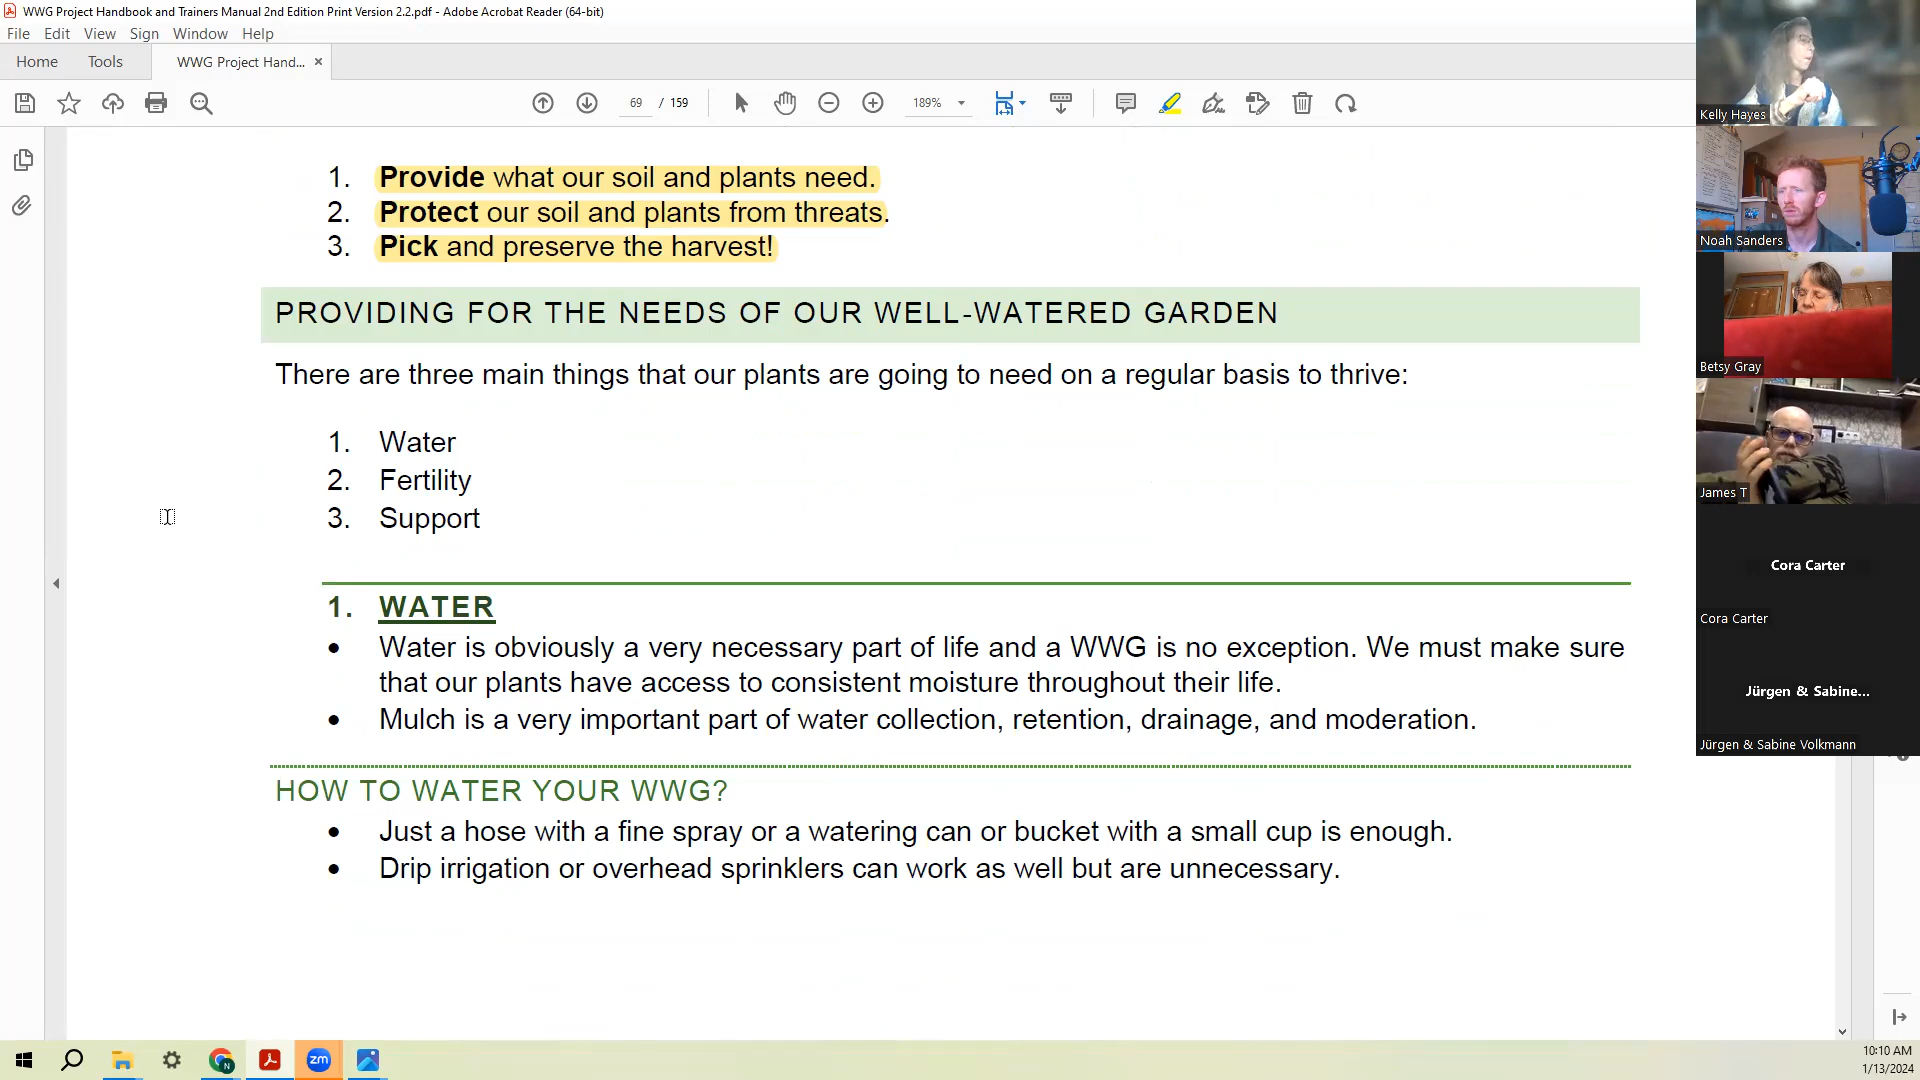 WWG Project Handbook and Trainers Manual 2nd Edition Print Version 2.2.pdf - Adobe Acrobat Reader (64-bit)
File Edit View Sign Window Help
Home Tools WWG Project Hand... ×
69 / 159 189%
1. Provide what our soil and plants need.
2. Protect our soil and plants from threats.
3. Pick and preserve the harvest!
PROVIDING FOR THE NEEDS OF OUR WELL-WATERED GARDEN
There are three main things that our plants are going to need on a regular basis to thrive:
1. Water
2. Fertility
3. Support
1. WATER
• Water is obviously a very necessary part of life and a WWG is no exception. We must make sure
that our plants have access to consistent moisture throughout their life.
• Mulch is a very important part of water collection, retention, drainage, and moderation.
HOW TO WATER YOUR WWG?
• Just a hose with a fine spray or a watering can or bucket with a small cup is enough.
• Drip irrigation or overhead sprinklers can work as well but are unnecessary.
Kelly Hayes
Noah Sanders
Betsy Gray
James T
Cora Carter
Cora Carter
Jürgen & Sabine...
Jürgen & Sabine Volkmann
N
zm
10:10 AM
1/13/2024